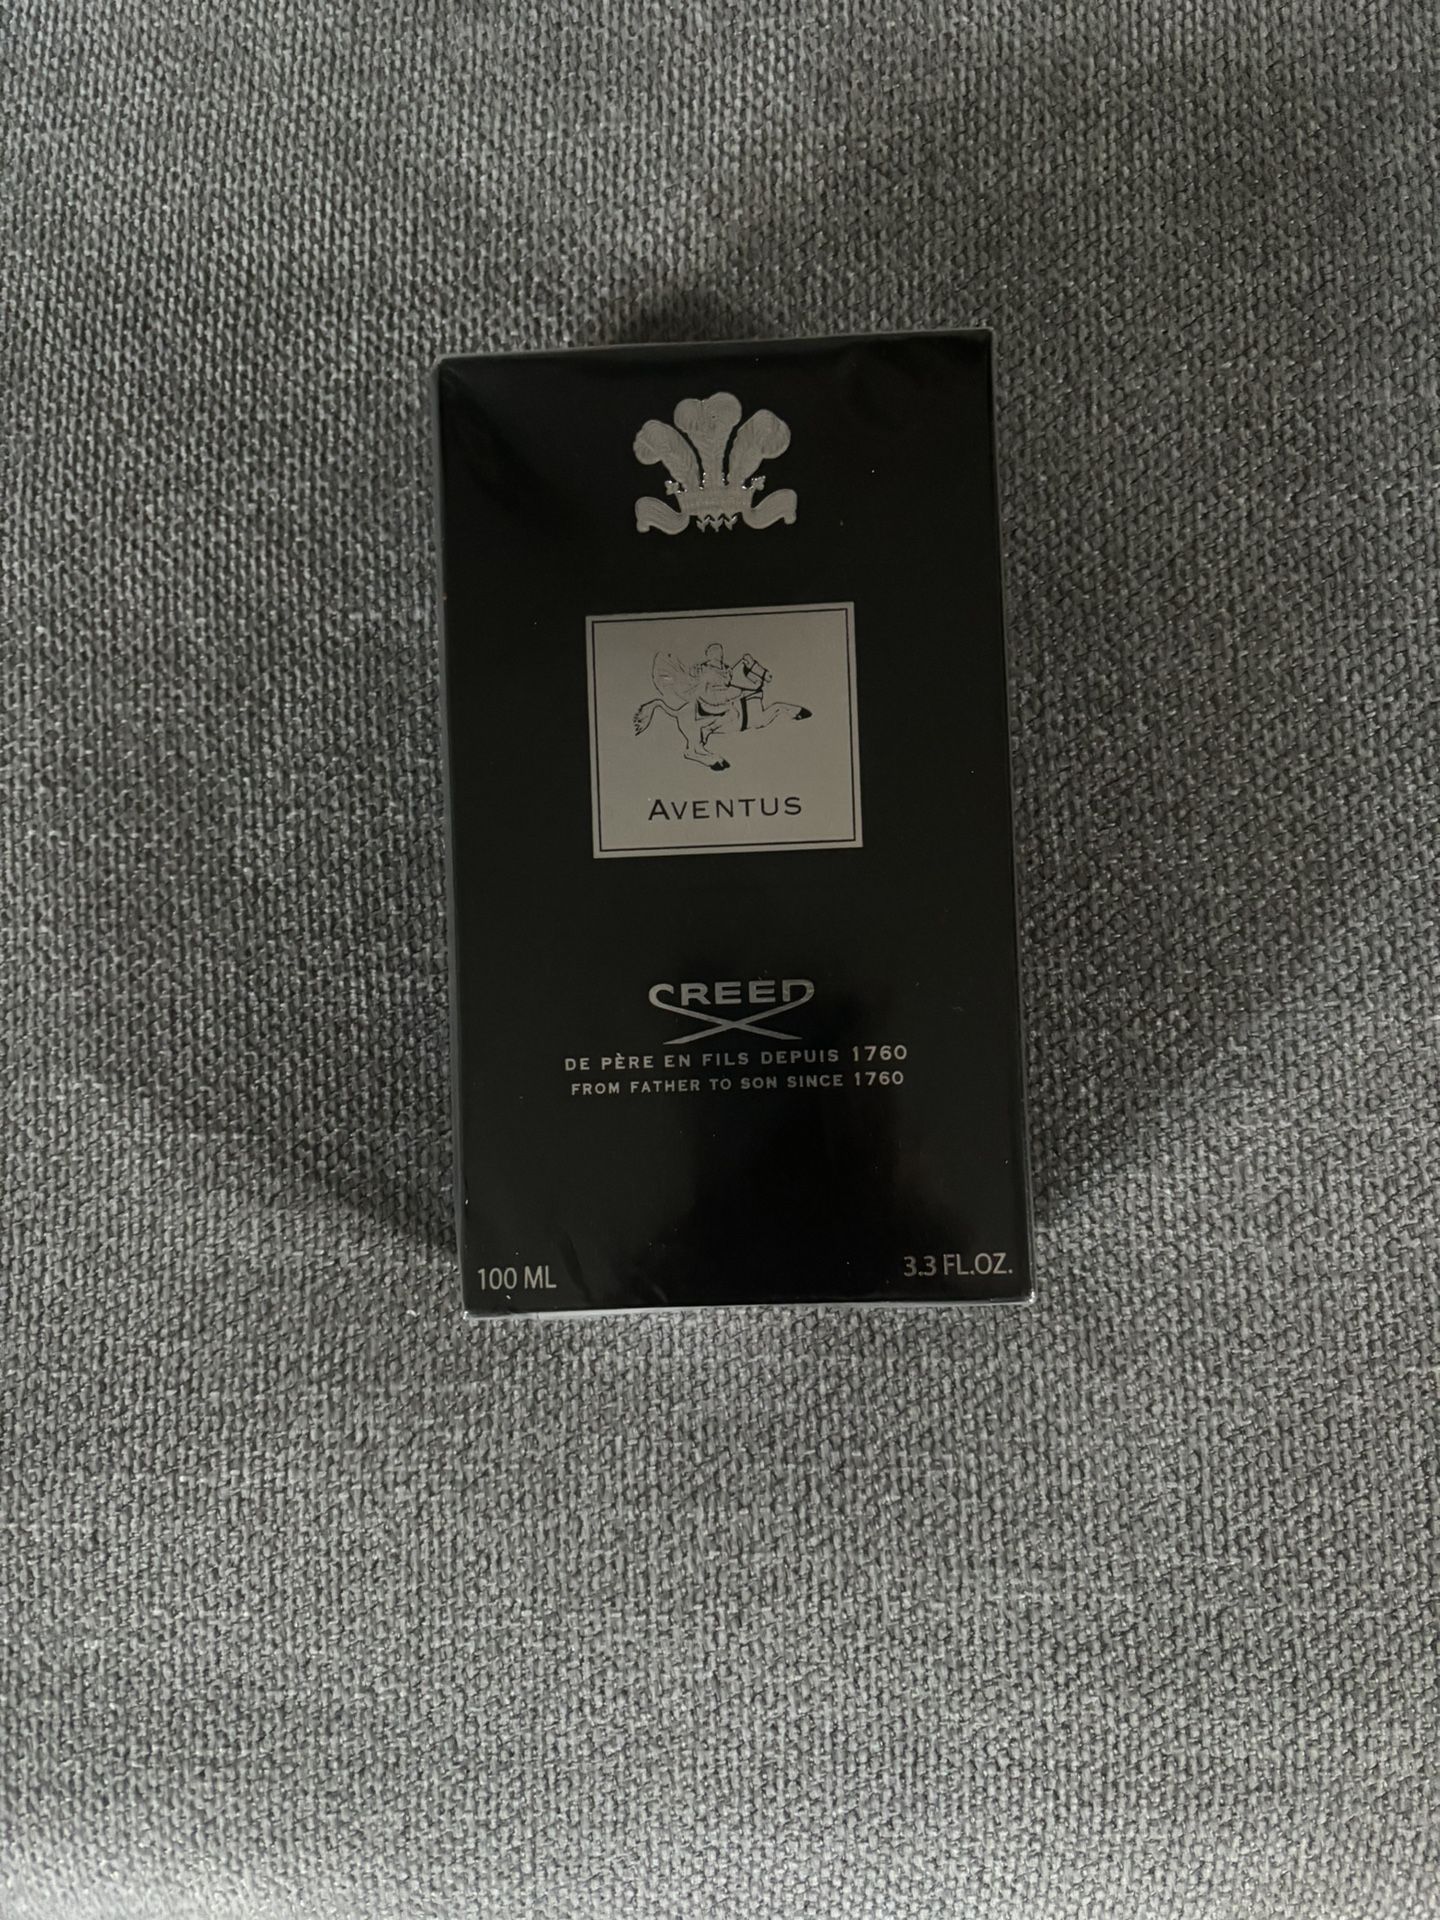 AVENTUS
CREED
DE PÈRE EN FILS DEPUIS 1760
FROM FATHER TO SON SINCE 1760
100 ML
3.3 FL.OZ.